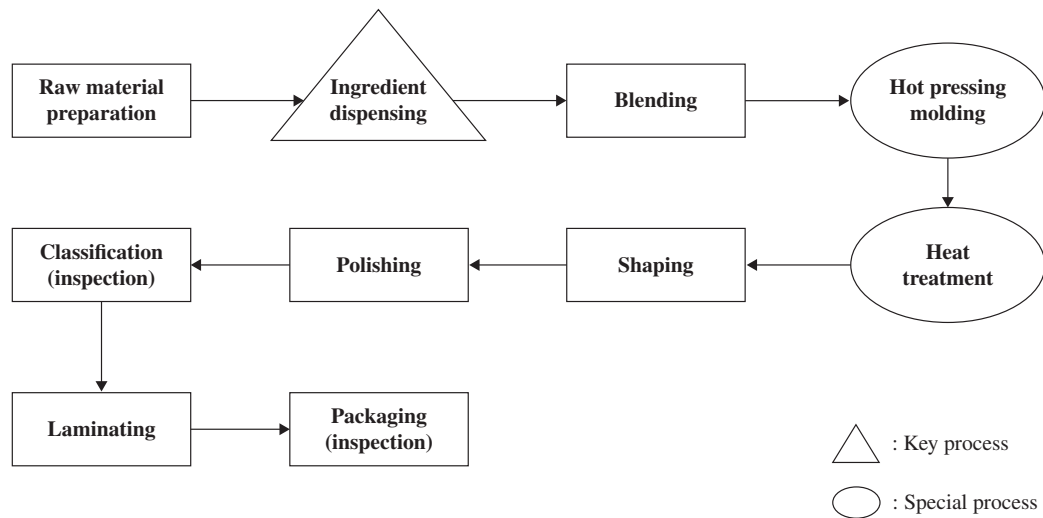 Raw material
preparation
Ingredient
dispensing
Blending
Hot pressing
molding
Heat
treatment
Shaping
Polishing
Classification
(inspection)
Laminating
Packaging
(inspection)
: Key process
: Special process